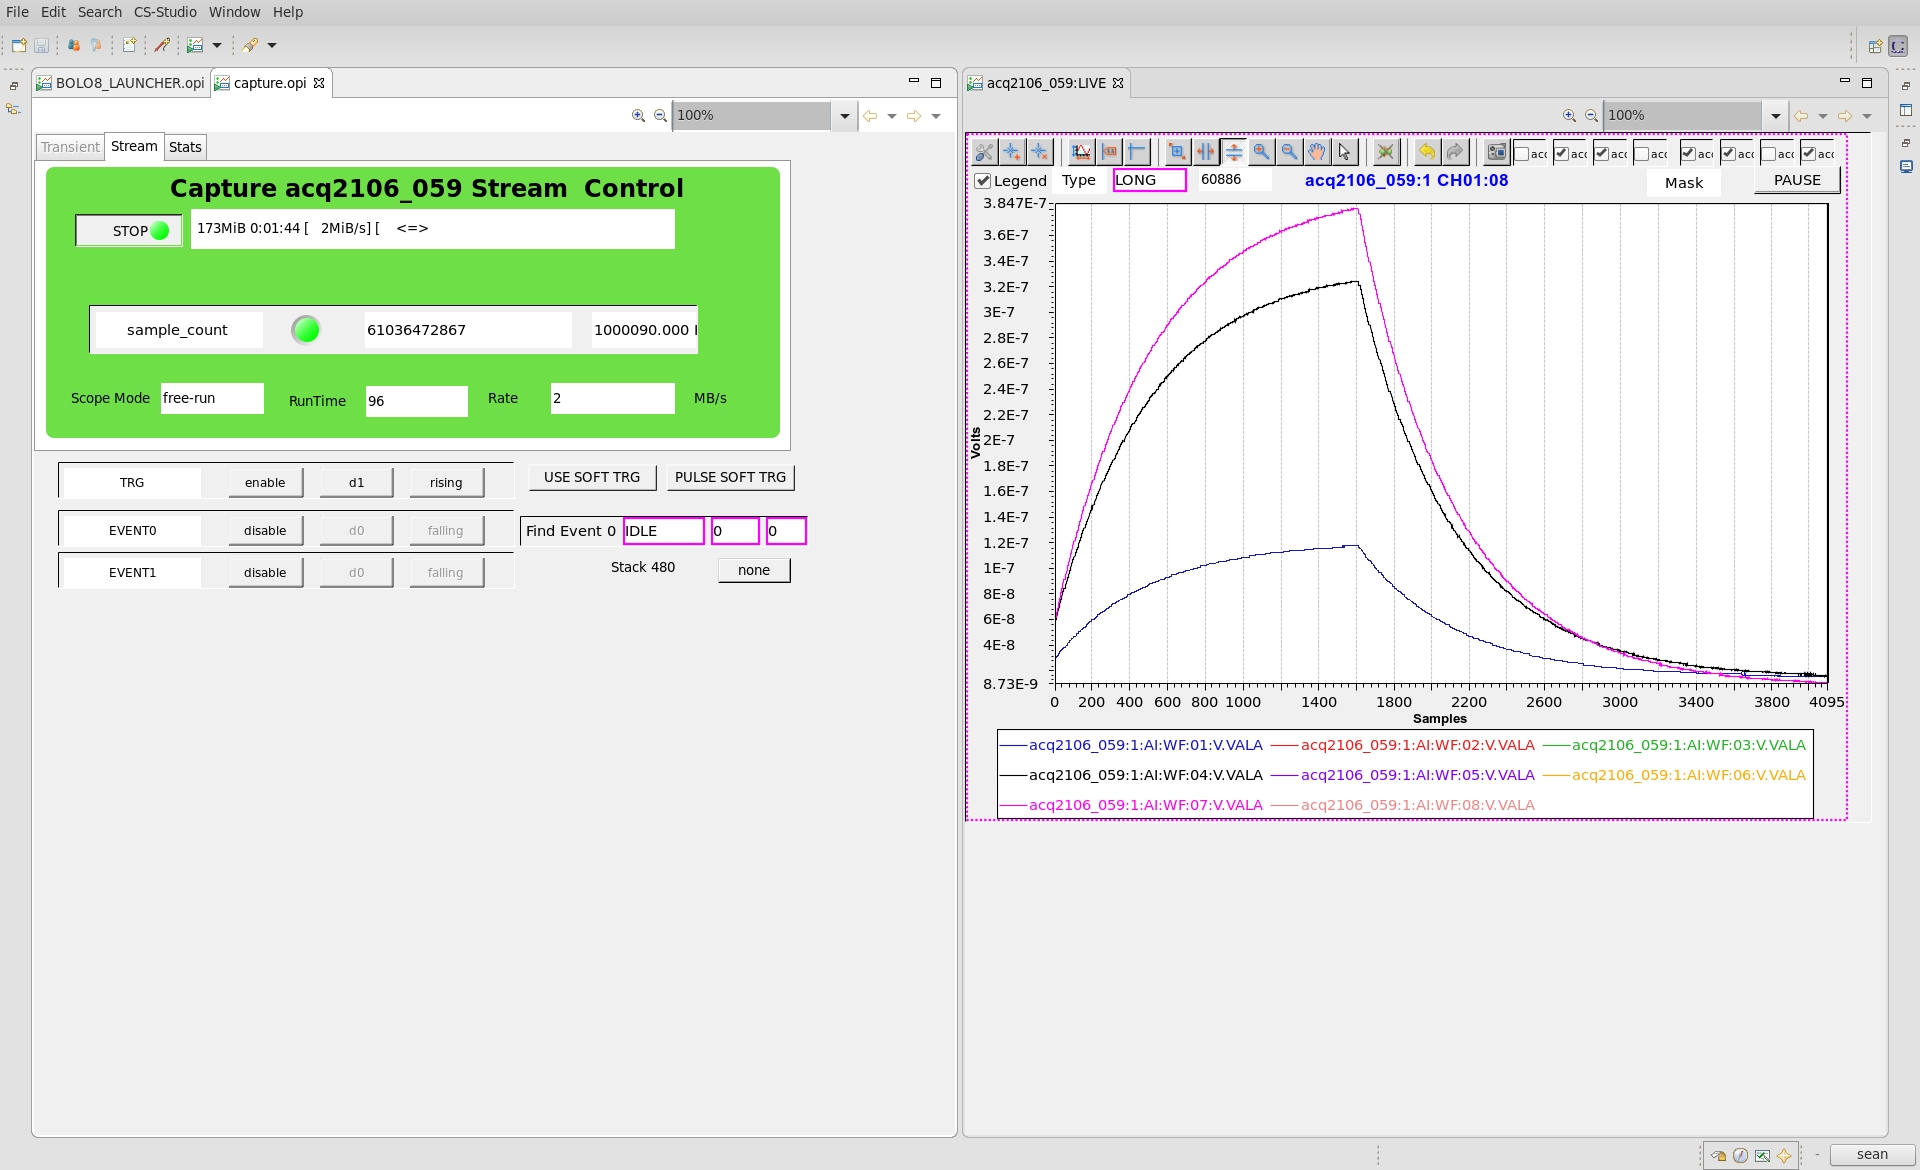 File Edit Search CS-Studio Window Help
BOLO8_LAUNCHER.opi capture.opi
100%
Transient Stream Stats
Capture acq2106_059 Stream Control
STOP 173MiB 0:01:44 [ 2MiB/s] [ <=>
sample_count 61036472867 1000090.000
Scope Mode free-run RunTime 96 Rate 2 MB/s
TRG enable d1 rising USE SOFT TRG PULSE SOFT TRG
EVENT0 disable d0 falling Find Event 0 IDLE 0 0
EVENT1 disable d0 falling Stack 480 none
acq2106_059:LIVE
100%
acc acc acc acc acc acc acc acc
Legend Type LONG 60886 acq2106_059:1 CH01:08 Mask PAUSE
3.847E-7
3.6E-7
3.4E-7
3.2E-7
3E-7
2.8E-7
2.6E-7
2.4E-7
2.2E-7
2E-7
1.8E-7
1.6E-7
1.4E-7
1.2E-7
1E-7
8E-8
6E-8
4E-8
8.73E-9
Volts
0 200 400 600 800 1000 1400 1800 2200 2600 3000 3400 3800 4095
Samples
acq2106_059:1:AI:WF:01:V.VALA acq2106_059:1:AI:WF:02:V.VALA acq2106_059:1:AI:WF:03:V.VALA
acq2106_059:1:AI:WF:04:V.VALA acq2106_059:1:AI:WF:05:V.VALA acq2106_059:1:AI:WF:06:V.VALA
acq2106_059:1:AI:WF:07:V.VALA acq2106_059:1:AI:WF:08:V.VALA
sean